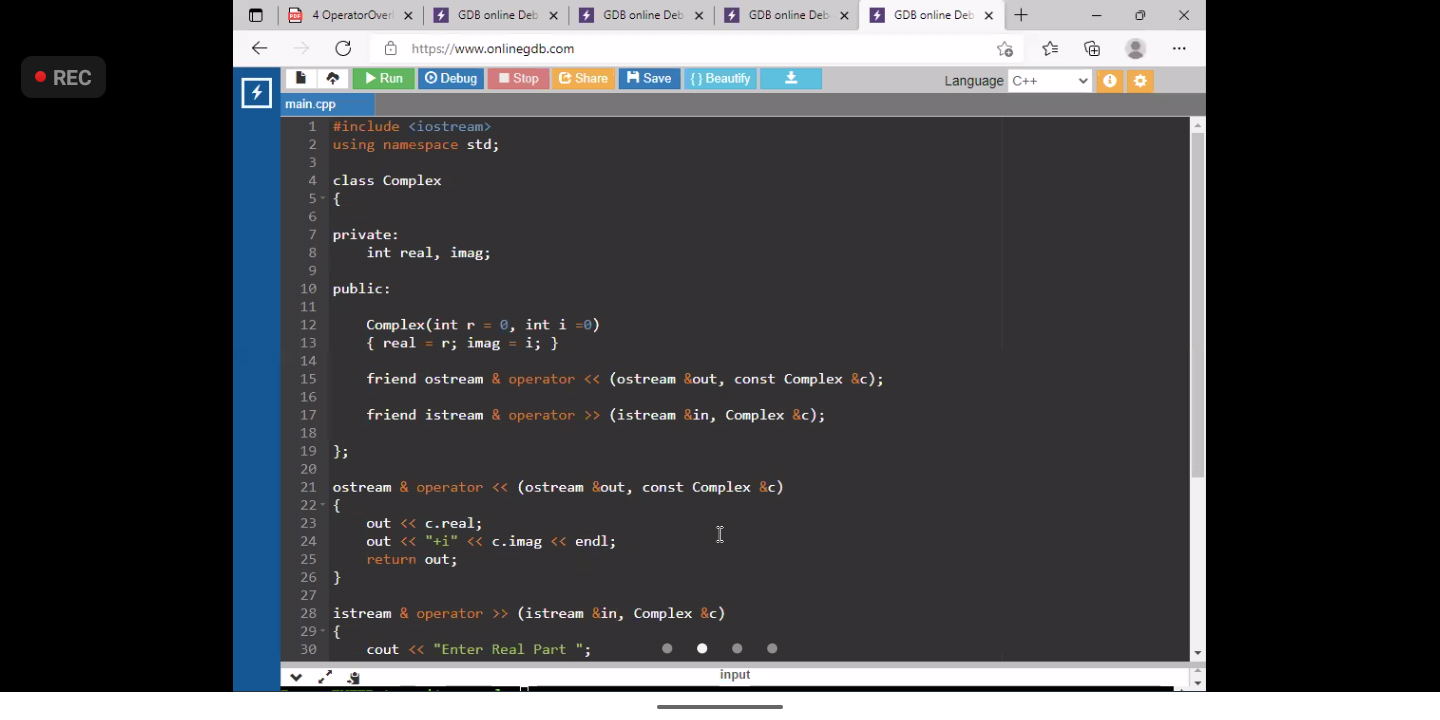 REC
4 OperatorOverl
GDB online Deb
GDB online Deb
GDB online Deb
GDB online Deb
https://www.onlinegdb.com
Run
Debug
Stop
Share
Save
{ } Beautify
Language C++
main.cpp
1 #include <iostream>
2 using namespace std;
3
4 class Complex
5 {
6
7 private:
8     int real, imag;
9
10 public:
11
12     Complex(int r = 0, int i =0)
13     { real = r; imag = i; }
14
15     friend ostream & operator << (ostream &out, const Complex &c);
16
17     friend istream & operator >> (istream &in, Complex &c);
18
19 };
20
21 ostream & operator << (ostream &out, const Complex &c)
22 {
23     out << c.real;
24     out << "+i" << c.imag << endl;
25     return out;
26 }
27
28 istream & operator >> (istream &in, Complex &c)
29 {
30     cout << "Enter Real Part ";
input